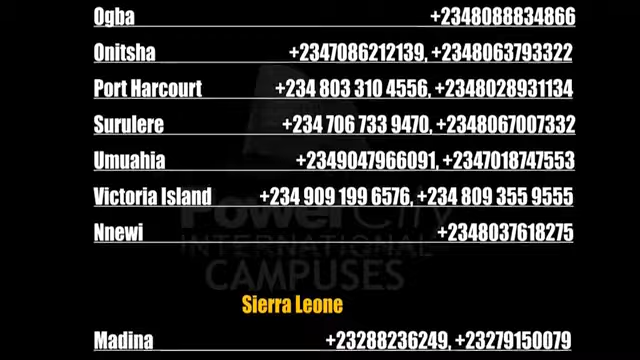 Ogba +2348088834866
Onitsha +2347086212139, +2348063793322
Port Harcourt +234 803 310 4556, +2348028931134
Surulere +234 706 733 9470, +2348067007332
Umuahia +2349047966091, +2347018747553
Victoria Island +234 909 199 6576, +234 809 355 9555
Nnewi +2348037618275
PowerCity
INTERNATIONAL
CAMPUSES
Sierra Leone
Madina +23288236249, +23279150079